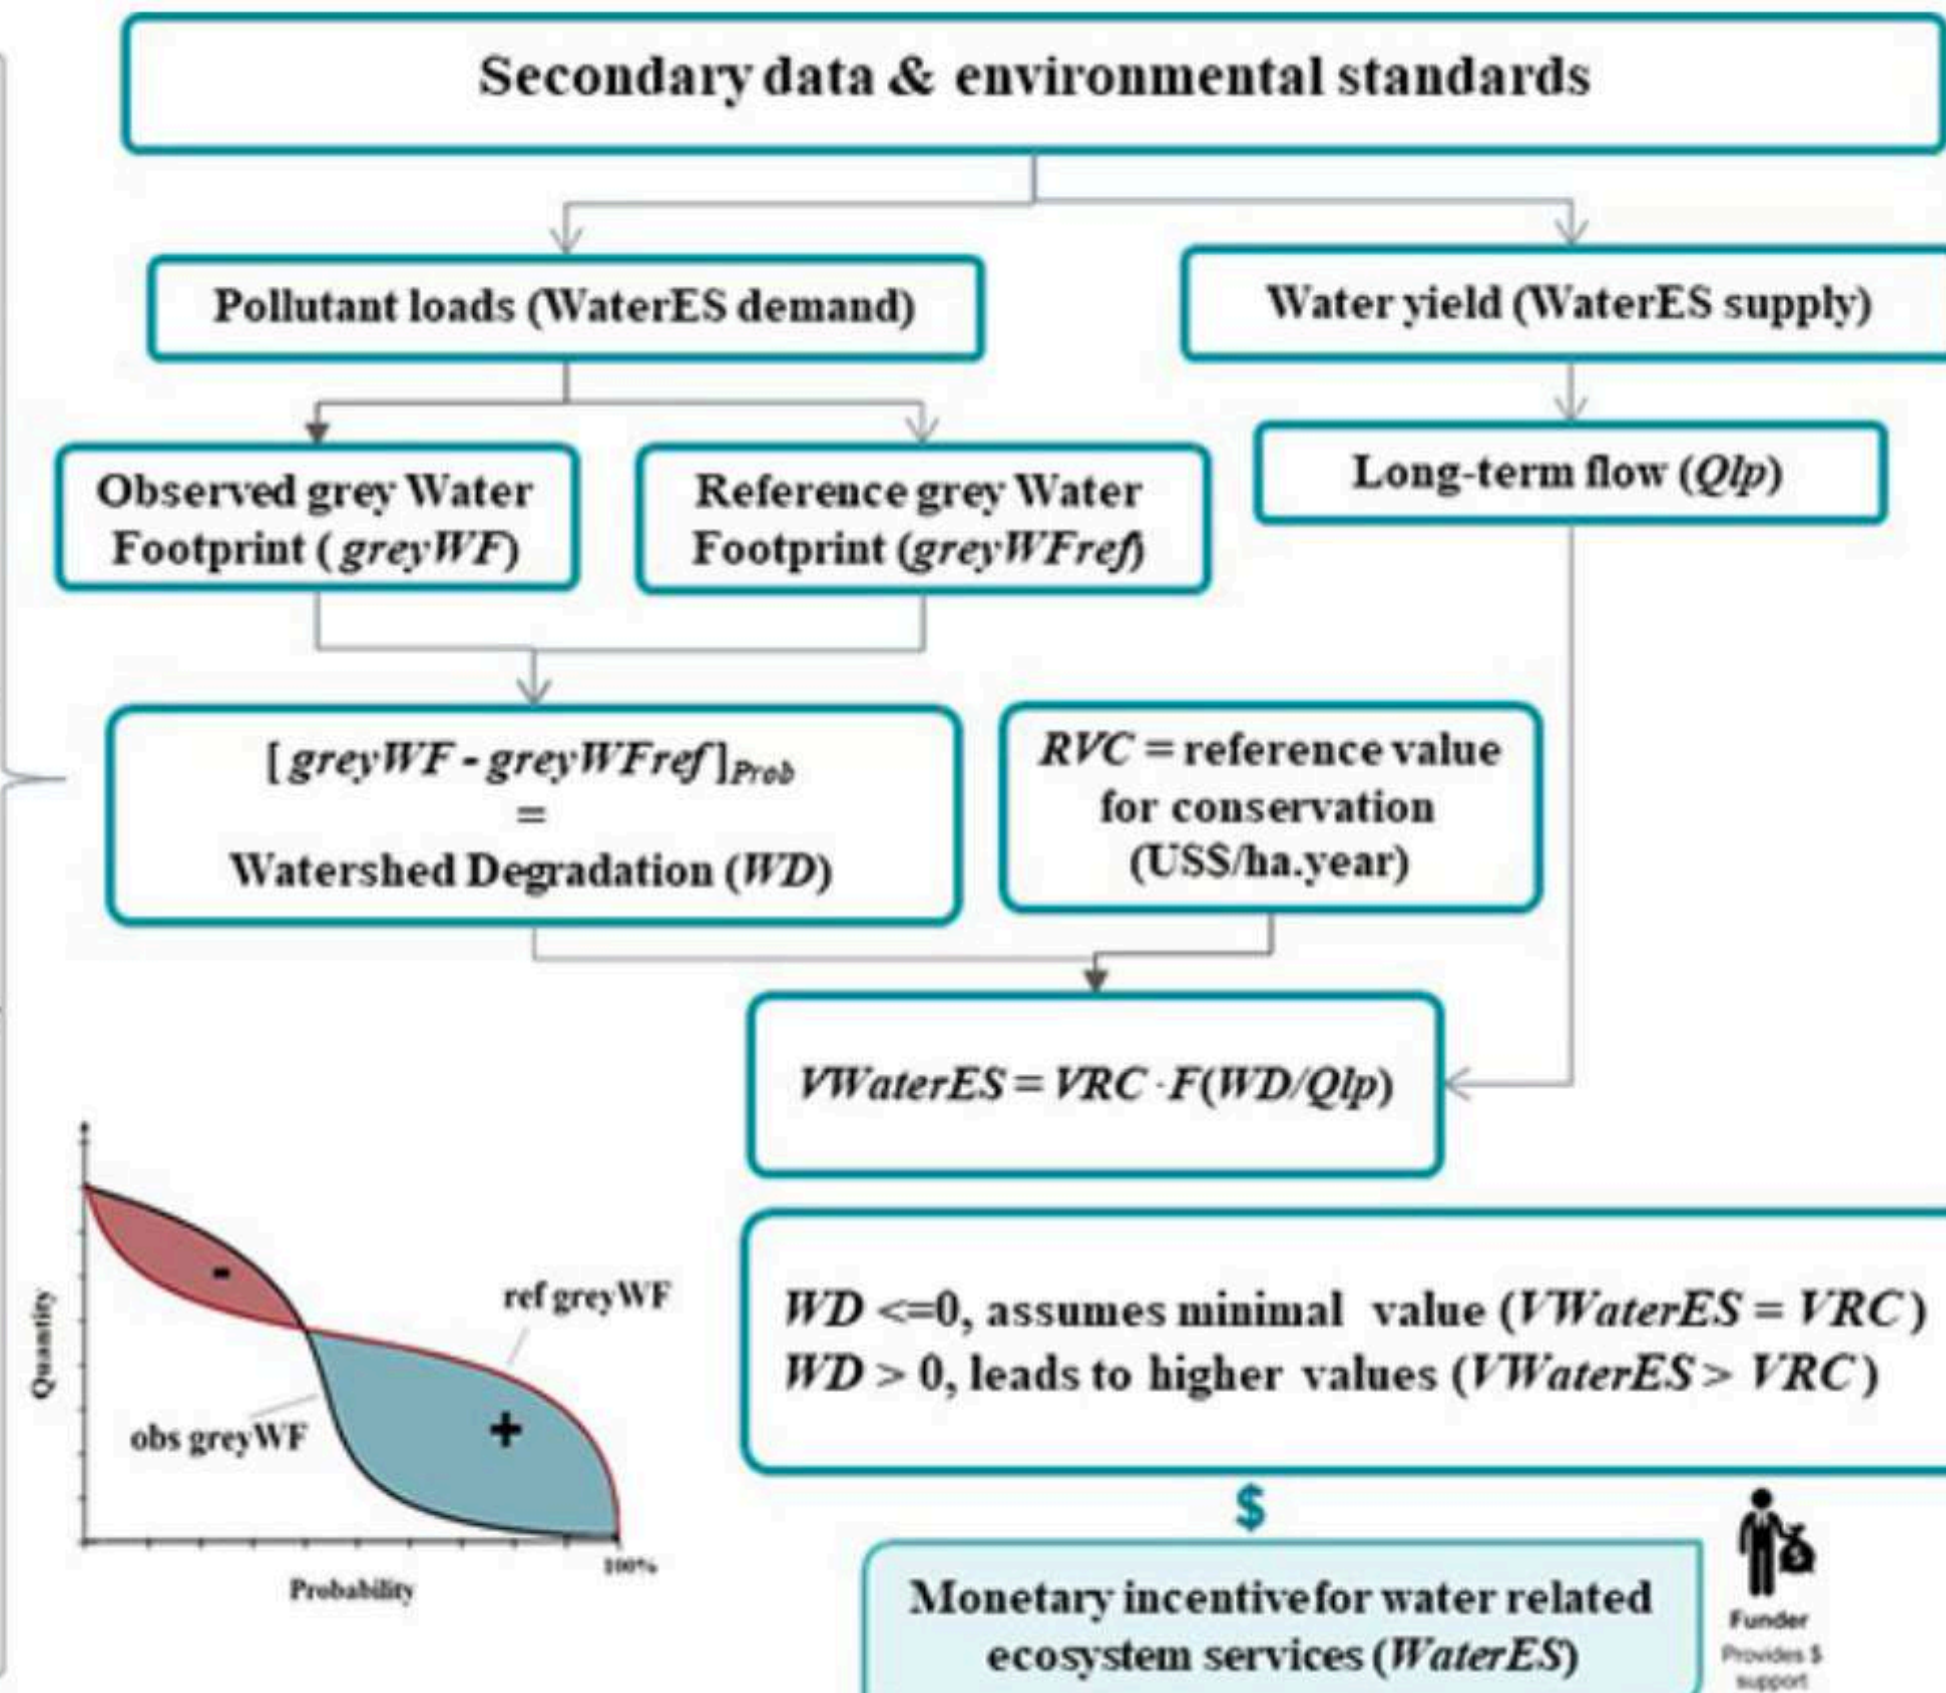 Secondary data & environmental standards
Pollutant loads (WaterES demand)
Water yield (WaterES supply)
Observed grey Water
Footprint ( greyWF)
Reference grey Water
Footprint (greyWFref)
Long-term flow (Qlp)
[ greyWF - greyWFref ]Prob
=
Watershed Degradation (WD)
RVC = reference value
for conservation
(US$/ha.year)
VWaterES = VRC · F(WD/Qlp)
WD <=0, assumes minimal value (VWaterES = VRC )
WD > 0, leads to higher values (VWaterES > VRC )
Quantity
-
ref greyWF
obs greyWF
+
100%
Probability
$
Monetary incentive for water related
ecosystem services (WaterES)
$
Funder
Provides $
support